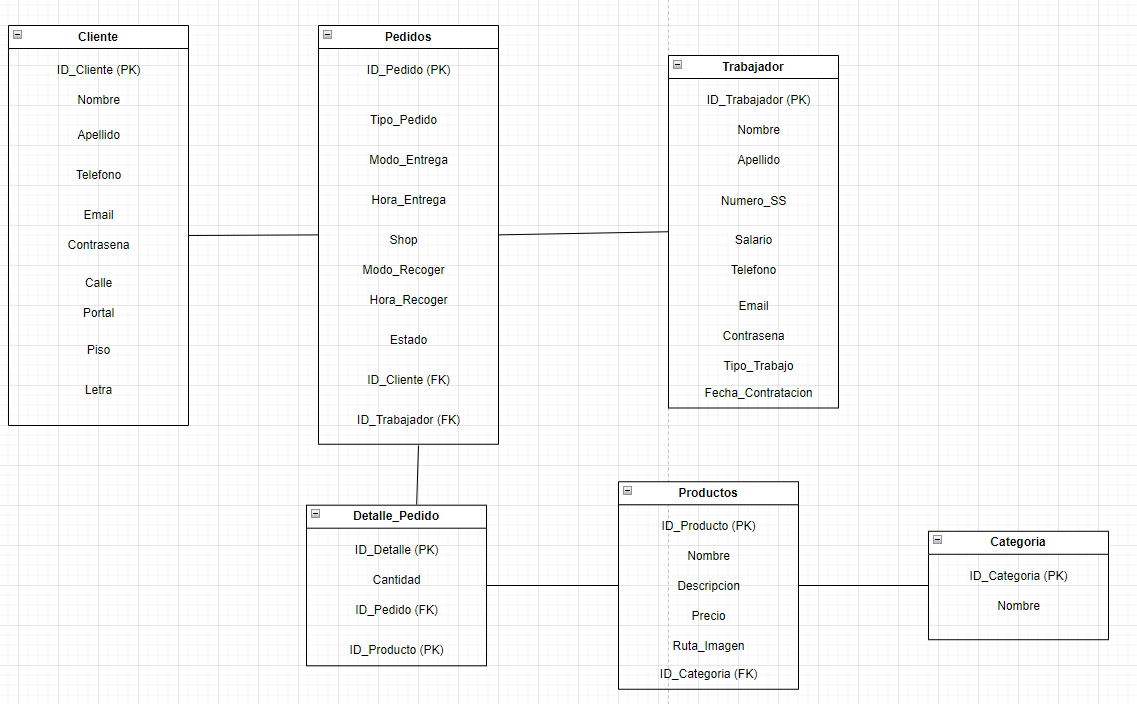 Cliente
ID_Cliente (PK)
Nombre
Apellido
Telefono
Email
Contrasena
Calle
Portal
Piso
Letra
Pedidos
ID_Pedido (PK)
Tipo_Pedido
Modo_Entrega
Hora_Entrega
Shop
Modo_Recoger
Hora_Recoger
Estado
ID_Cliente (FK)
ID_Trabajador (FK)
Trabajador
ID_Trabajador (PK)
Nombre
Apellido
Numero_SS
Salario
Telefono
Email
Contrasena
Tipo_Trabajo
Fecha_Contratacion
Detalle_Pedido
ID_Detalle (PK)
Cantidad
ID_Pedido (FK)
ID_Producto (PK)
Productos
ID_Producto (PK)
Nombre
Descripcion
Precio
Ruta_Imagen
ID_Categoria (FK)
Categoria
ID_Categoria (PK)
Nombre